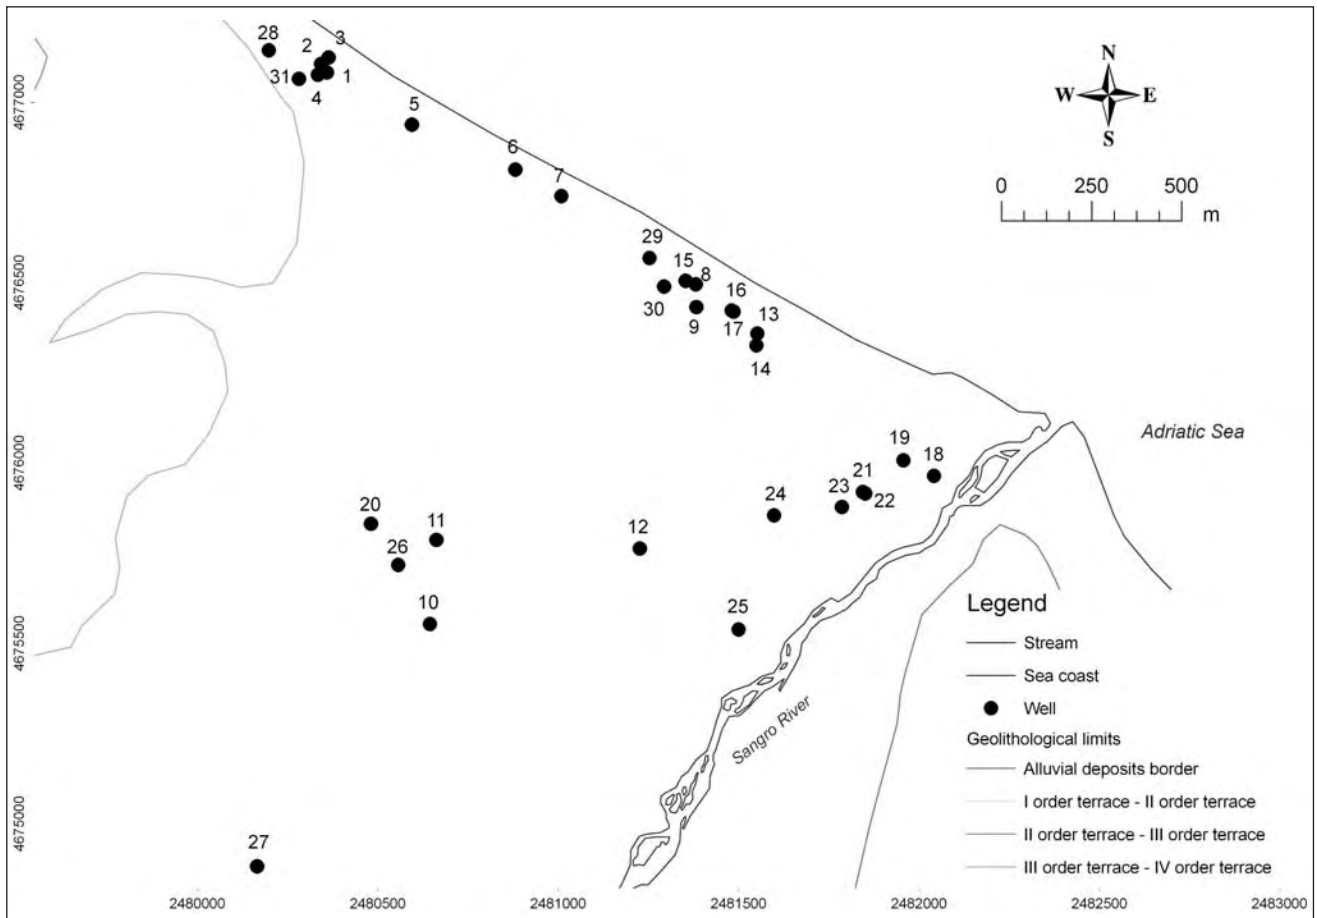 28
3
2
N
31
1
4
4677000
W
E
5
S
6
0
250
500
7
m
29
15
8
4676500
16
13
30
9
17
14
Adriatic Sea
19
18
4676000
21
24
23
22
20
11
12
26
10
25
Legend
4675500
Stream
Sea coast
Well
Sangro River
Geolithological limits
Alluvial deposits border
I order terrace - II order terrace
4675000
II order terrace - III order terrace
27
III order terrace - IV order terrace
2480000
2480500
2481000
2481500
2482000
2482500
2483000